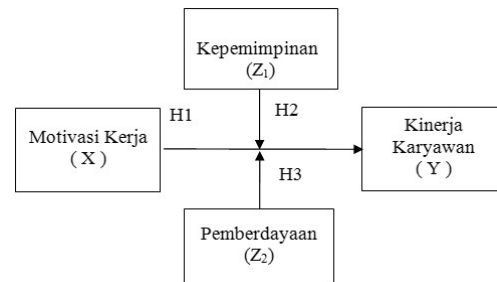 Kepemimpinan
(Z₁)
H1
H2
Motivasi Kerja
( X )
Kinerja
Karyawan
( Y )
H3
Pemberdayaan
(Z₂)